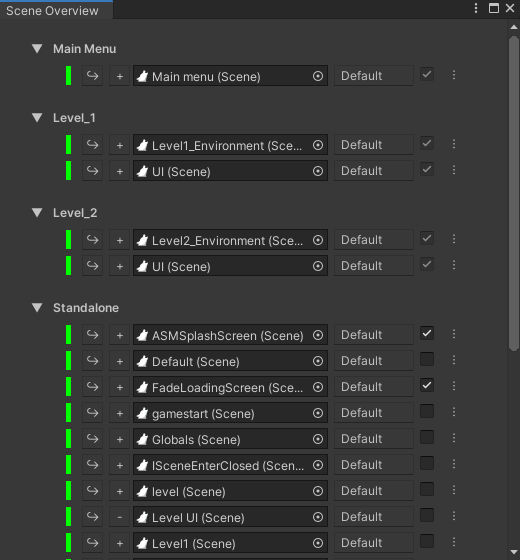 Scene Overview
Main Menu
+ Main menu (Scene) Default
Level_1
+ Level1_Environment (Sce... Default
+ UI (Scene) Default
Level_2
+ Level2_Environment (Sce... Default
+ UI (Scene) Default
Standalone
+ ASMSplashScreen (Scene) Default
+ Default (Scene) Default
+ FadeLoadingScreen (Sce... Default
+ gamestart (Scene) Default
+ Globals (Scene) Default
+ ISceneEnterClosed (Scen... Default
+ level (Scene) Default
- Level UI (Scene) Default
+ Level1 (Scene) Default